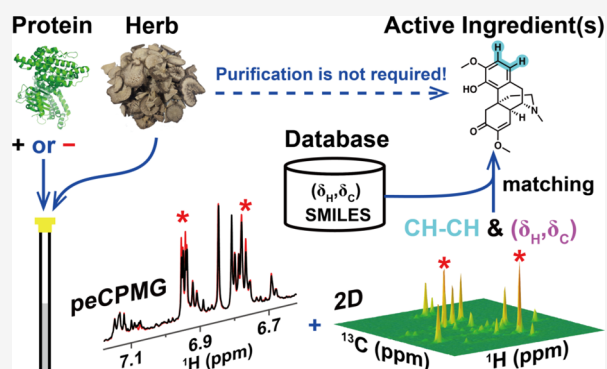 Protein
Herb
Active Ingredient(s)
Purification is not required!
+ or −
Database
(δH,δC)
SMILES
matching
CH-CH & (δH,δC)
H
H
O
HO
H
N
O
O
*
*
peCPMG
7.1
6.9
6.7
¹H (ppm)
+
2D
*
*
¹³C (ppm)
¹H (ppm)